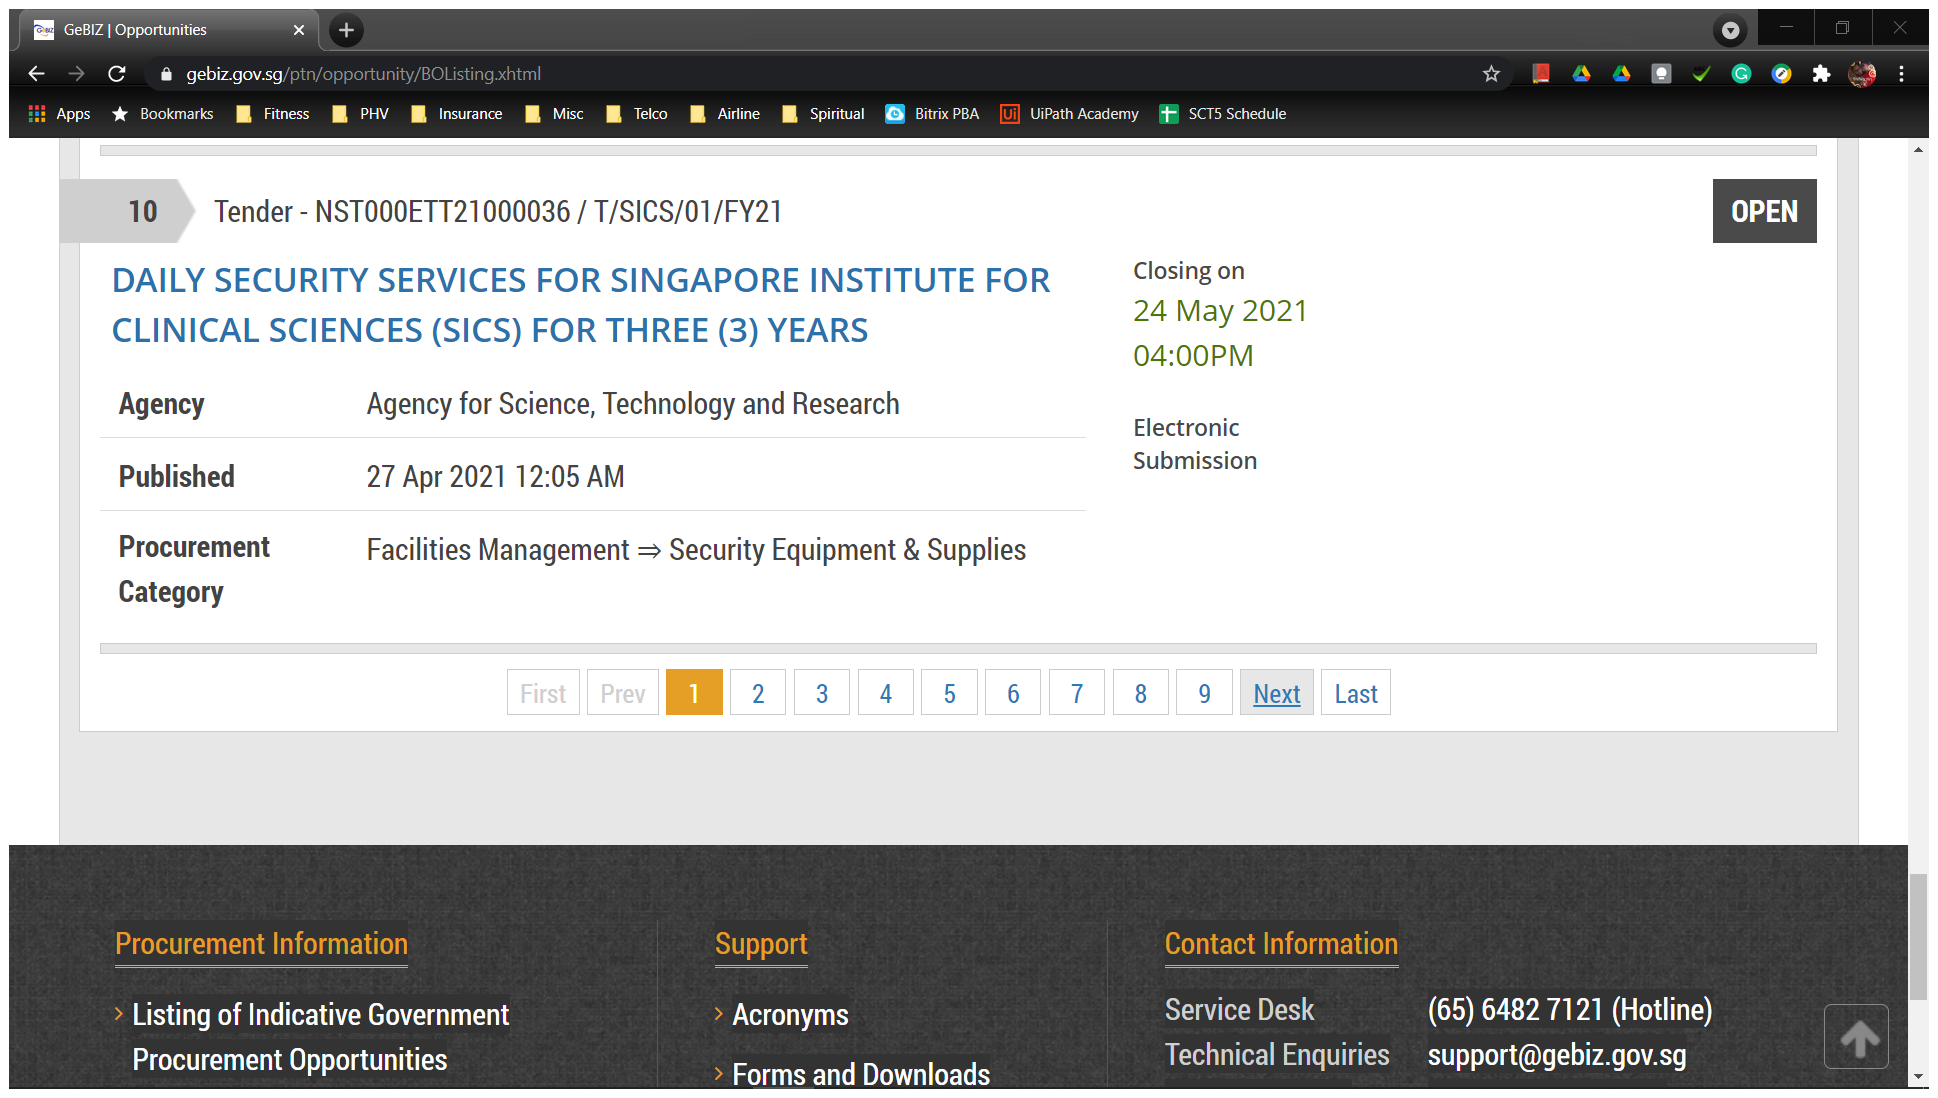 GeBIZ | Opportunities
gebiz.gov.sg/ptn/opportunity/BOListing.xhtml
Apps Bookmarks Fitness PHV Insurance Misc Telco Airline Spiritual Bitrix PBA Ui UiPath Academy SCT5 Schedule
10 Tender - NST000ETT21000036 / T/SICS/01/FY21 OPEN
DAILY SECURITY SERVICES FOR SINGAPORE INSTITUTE FOR
CLINICAL SCIENCES (SICS) FOR THREE (3) YEARS
Closing on
24 May 2021
04:00PM
Electronic
Submission
Agency Agency for Science, Technology and Research
Published 27 Apr 2021 12:05 AM
Procurement
Category
Facilities Management ⇒ Security Equipment & Supplies
First Prev 1 2 3 4 5 6 7 8 9 Next Last
Procurement Information
Listing of Indicative Government
Procurement Opportunities
Support
Acronyms
Forms and Downloads
Contact Information
Service Desk (65) 6482 7121 (Hotline)
Technical Enquiries support@gebiz.gov.sg